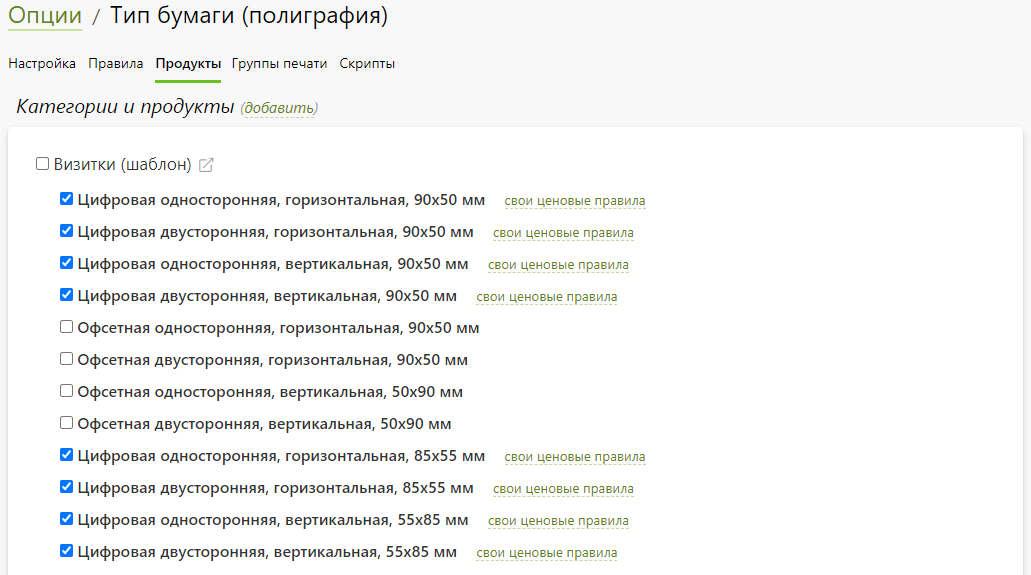 Опции / Тип бумаги (полиграфия)
Настройка Правила Продукты Группы печати Скрипты
Категории и продукты (добавить)
Визитки (шаблон)
Цифровая односторонняя, горизонтальная, 90x50 мм свои ценовые правила
Цифровая двусторонняя, горизонтальная, 90x50 мм свои ценовые правила
Цифровая односторонняя, вертикальная, 90x50 мм свои ценовые правила
Цифровая двусторонняя, вертикальная, 90x50 мм свои ценовые правила
Офсетная односторонняя, горизонтальная, 90x50 мм
Офсетная двусторонняя, горизонтальная, 90x50 мм
Офсетная односторонняя, вертикальная, 50x90 мм
Офсетная двусторонняя, вертикальная, 50x90 мм
Цифровая односторонняя, горизонтальная, 85x55 мм свои ценовые правила
Цифровая двусторонняя, горизонтальная, 85x55 мм свои ценовые правила
Цифровая односторонняя, вертикальная, 55x85 мм свои ценовые правила
Цифровая двусторонняя, вертикальная, 55x85 мм свои ценовые правила